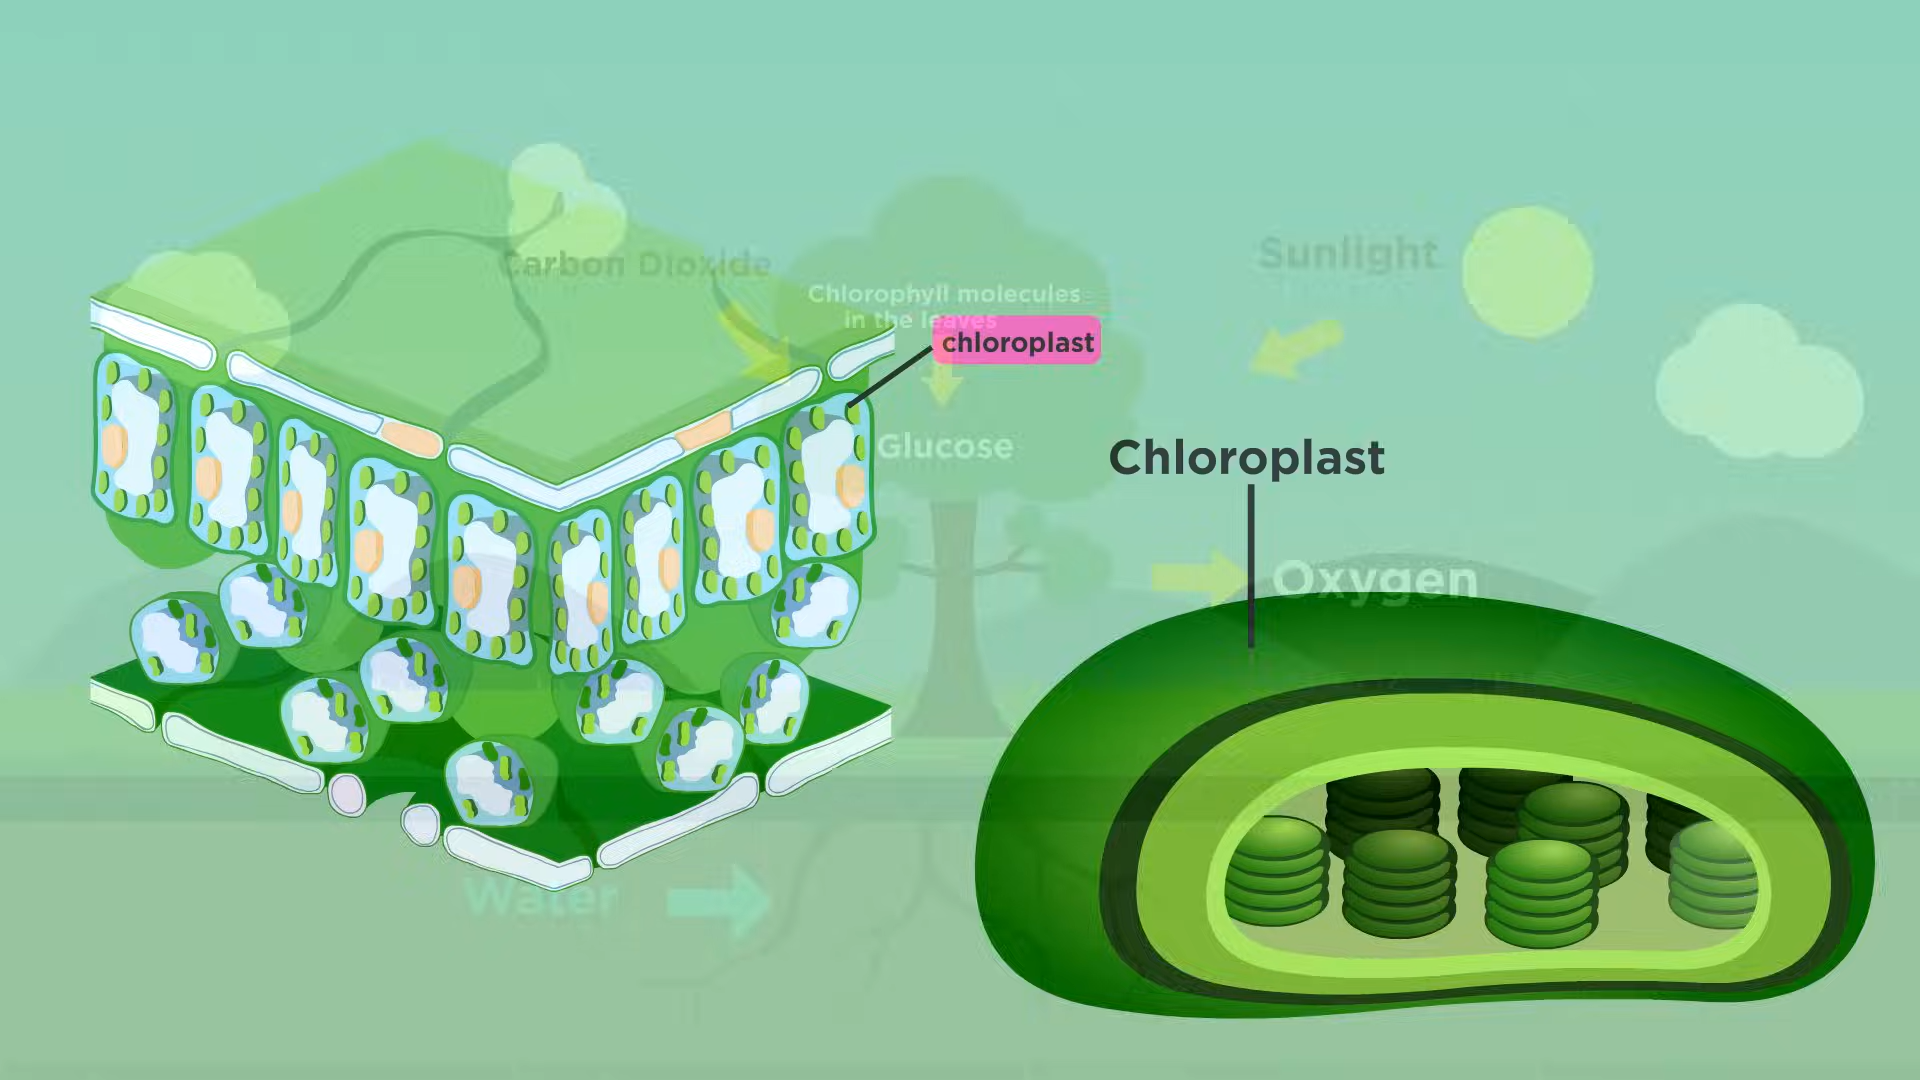 Carbon Dioxide
Sunlight
Chlorophyll molecules
in the leaves
chloroplast
Glucose
Chloroplast
Oxygen
Water